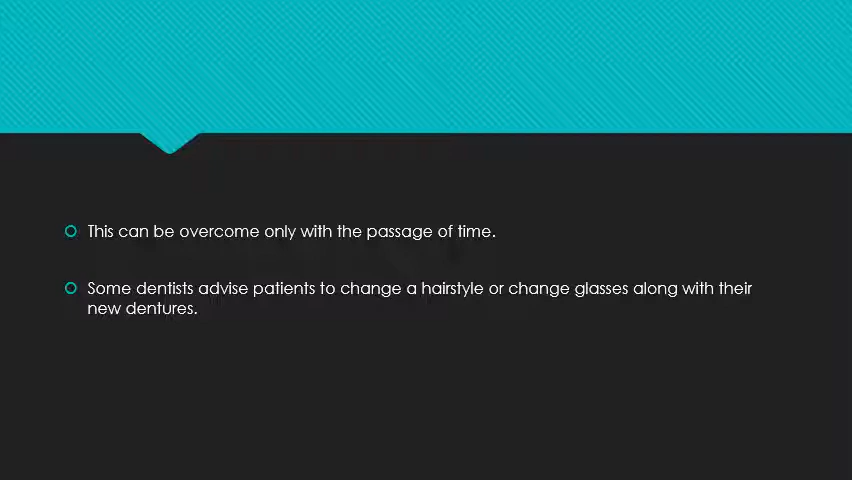 This can be overcome only with the passage of time.
Some dentists advise patients to change a hairstyle or change glasses along with their
new dentures.